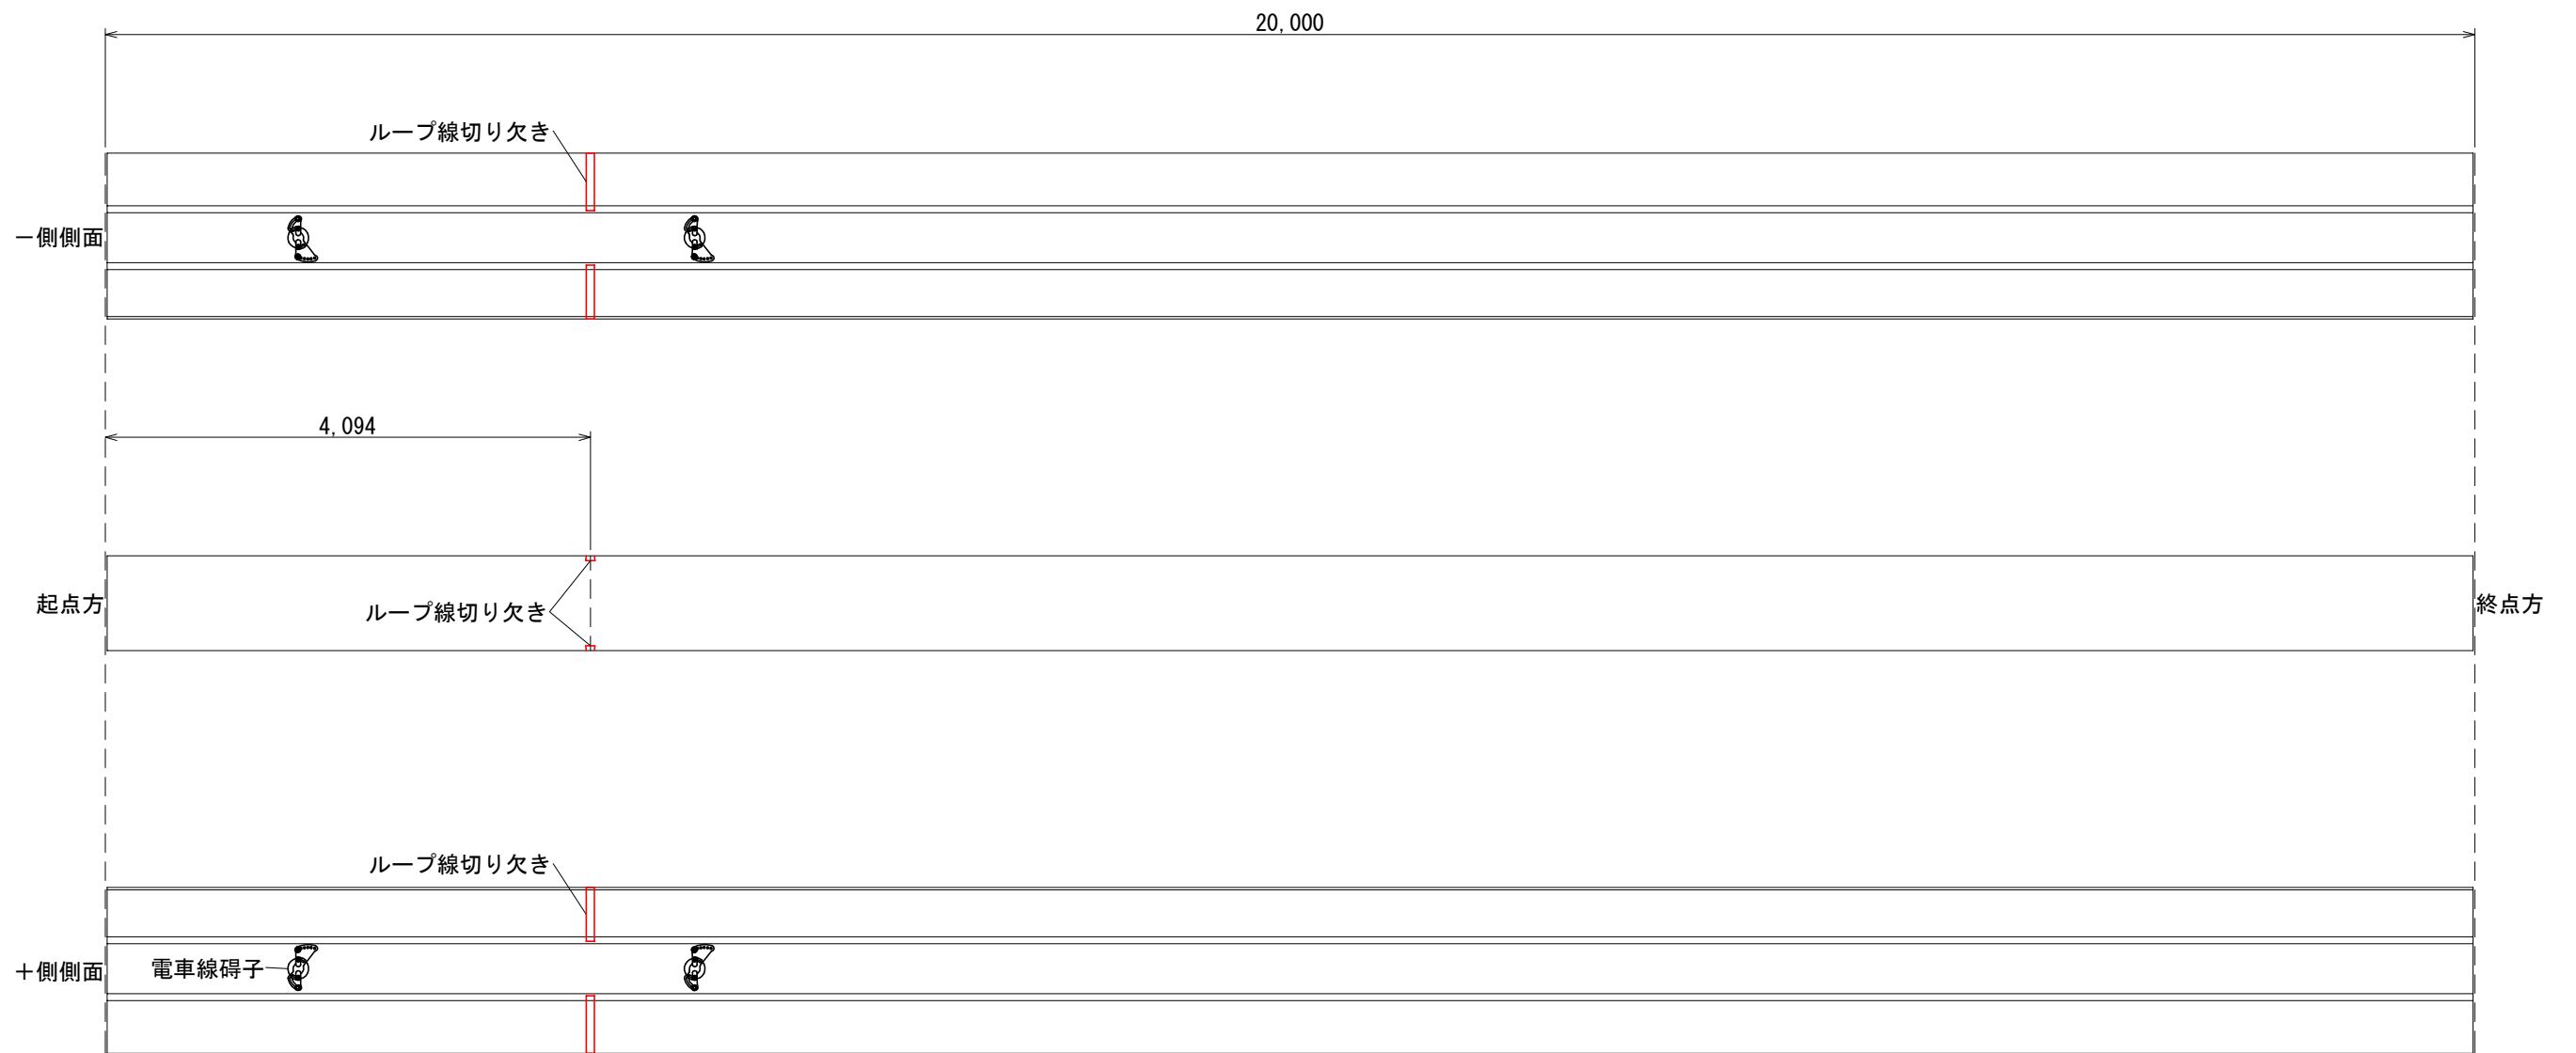 20,000
ループ線切り欠き
－側側面
4,094
起点方
ループ線切り欠き
終点方
ループ線切り欠き
＋側側面
電車線碍子